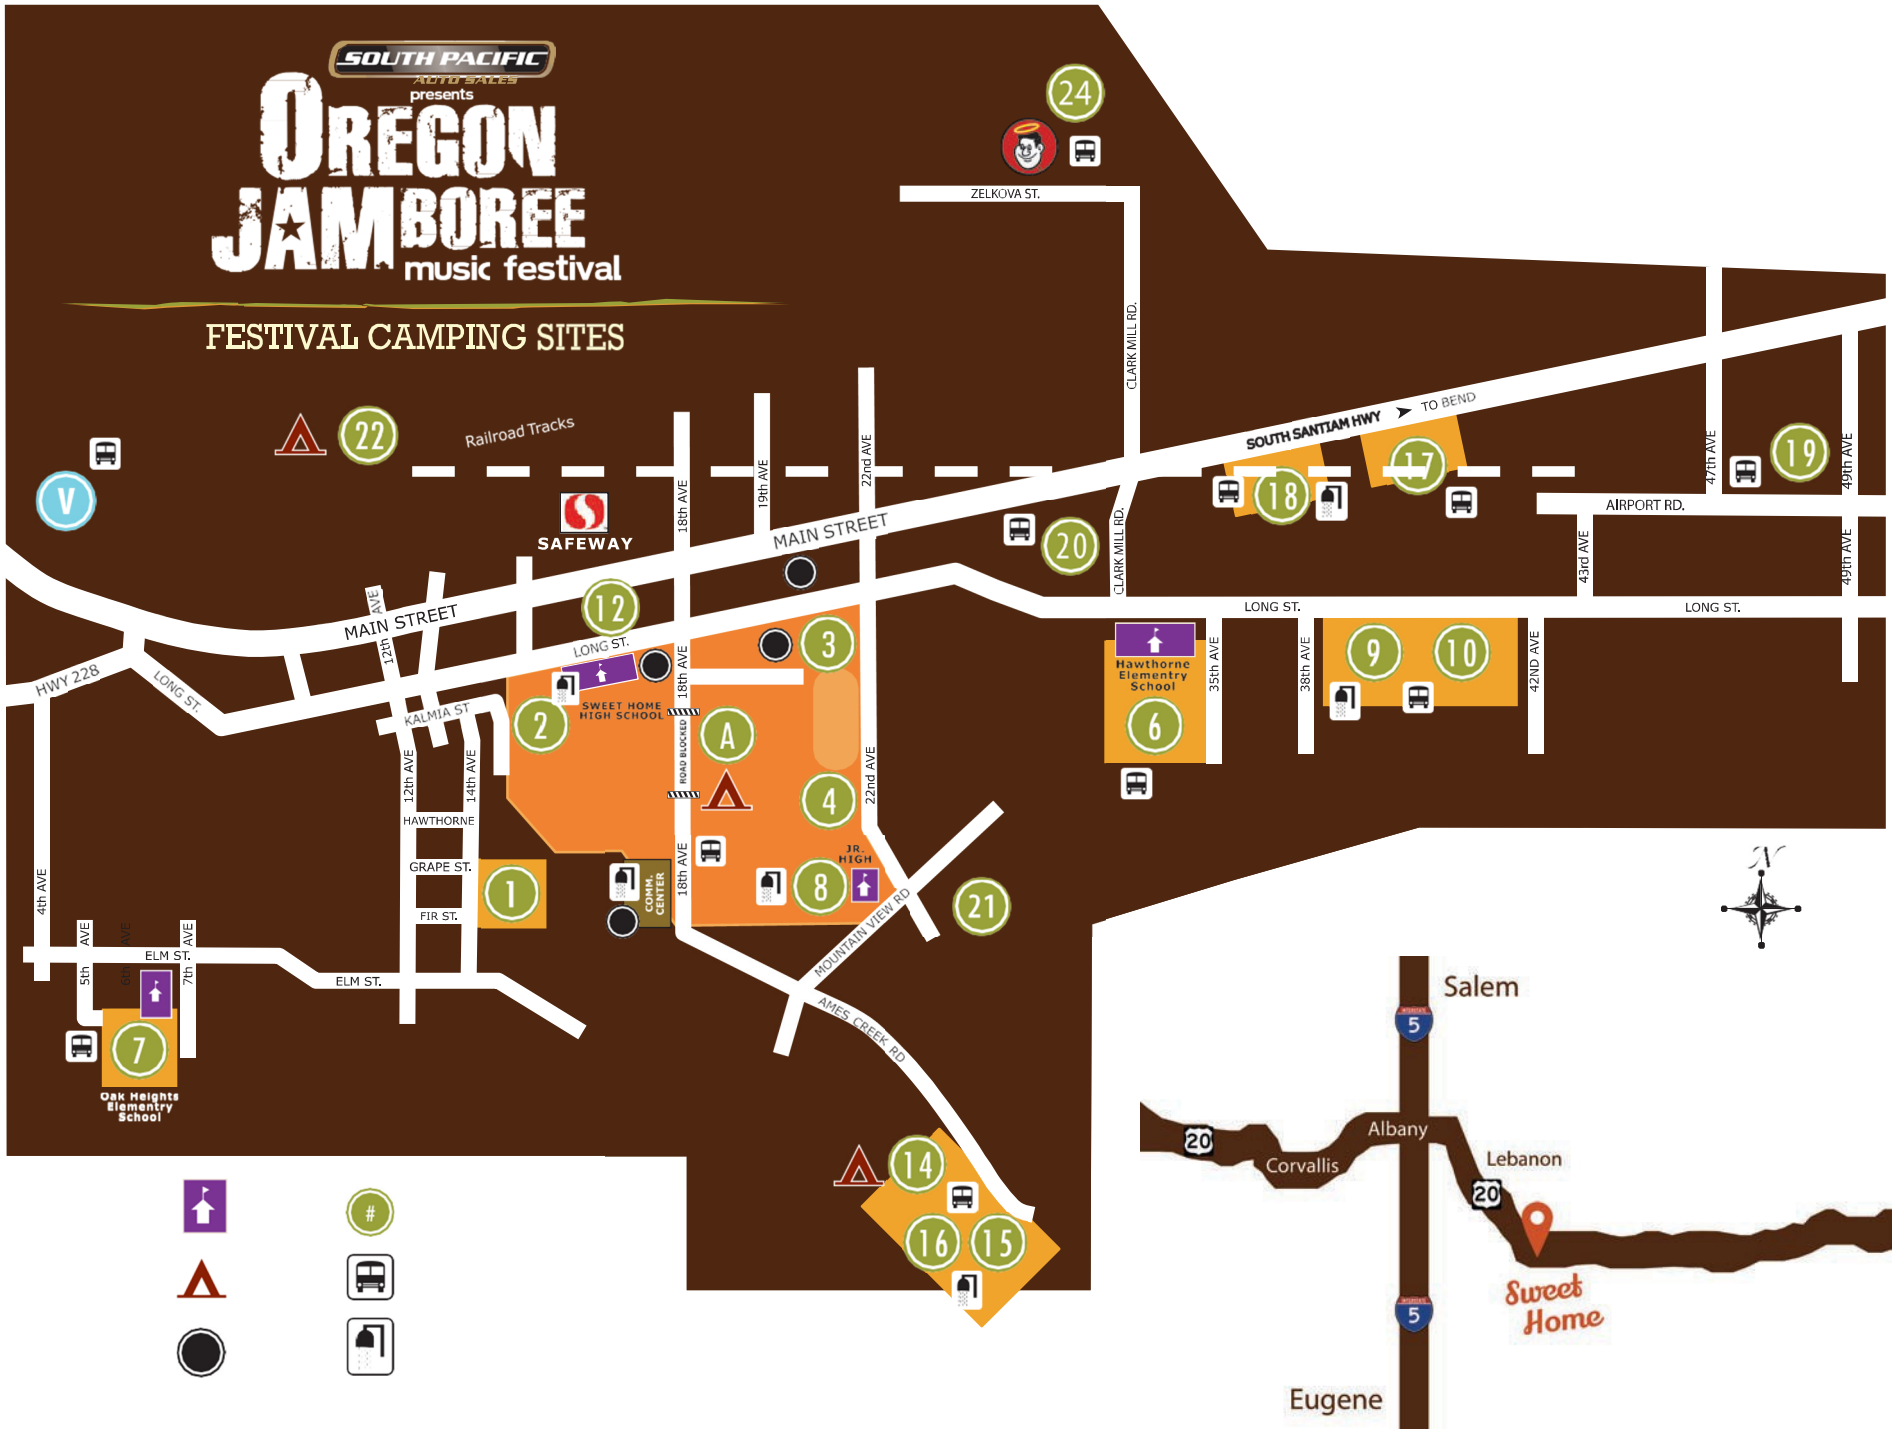 SOUTH PACIFIC
AUTO SALES
presents
OREGON
JAMBOREE
music festival
FESTIVAL CAMPING SITES
24
ZELKOVA ST.
CLARK MILL RD.
22
Railroad Tracks
V
SAFEWAY
18th AVE
19th AVE
22nd AVE
MAIN STREET
SOUTH SANTIAM HWY
TO BEND
17
18
47th AVE
19
49th AVE
AIRPORT RD.
20
CLARK MILL RD.
43rd AVE
49th AVE
12
12th AVE
MAIN STREET
LONG ST.
LONG ST.
LONG ST.
HWY 228
LONG ST.
KALMIA ST
2
SWEET HOME
HIGH SCHOOL
18th AVE
3
A
ROAD BLOCKED
4
22nd AVE
Hawthorne
Elementry
School
6
35th AVE
38th AVE
9
10
42ND AVE
12th AVE
14th AVE
HAWTHORNE
GRAPE ST.
FIR ST.
1
COMM.
CENTER
18th AVE
JR.
HIGH
8
21
MOUNTAIN VIEW RD
4th AVE
5th AVE
6th AVE
7th AVE
ELM ST.
ELM ST.
7
Oak Heights
Elementry
School
AMES CREEK RD
14
16
15
#
N
Salem
INTERSTATE
5
20
Corvallis
Albany
Lebanon
20
Sweet
Home
INTERSTATE
5
Eugene